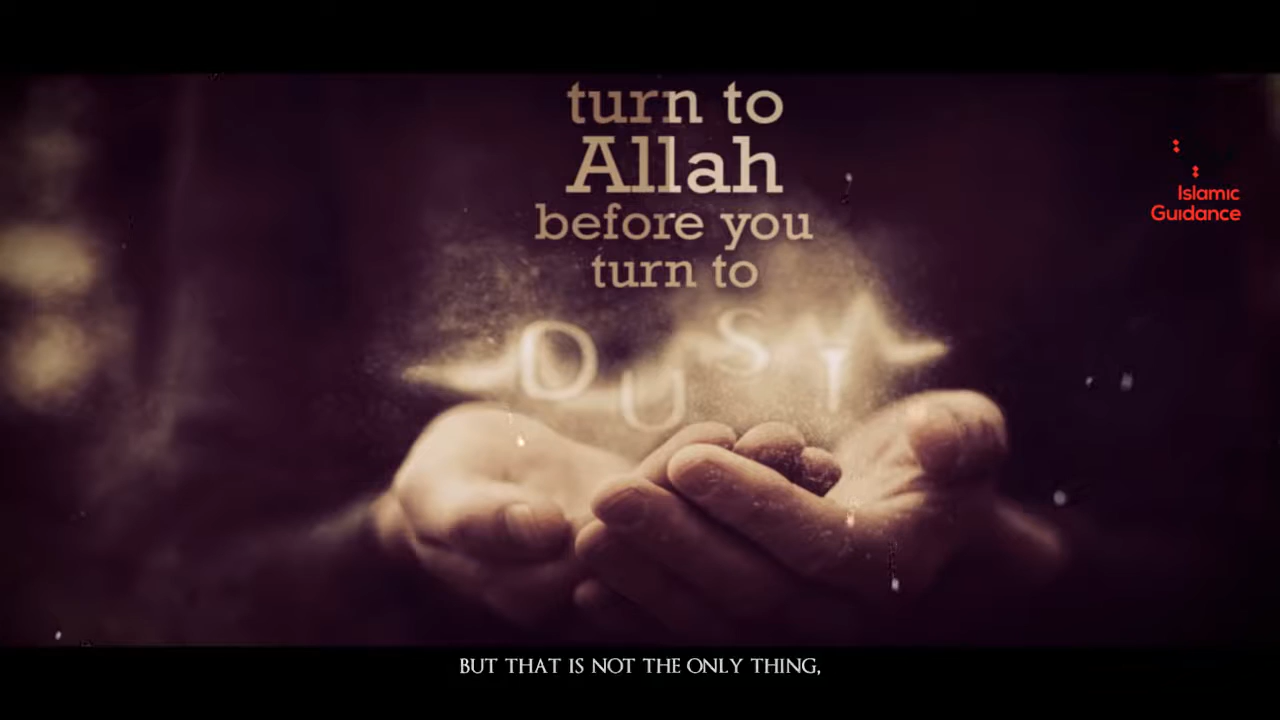 turn to
Allah
before you
turn to
DUST
Islamic
Guidance
BUT THAT IS NOT THE ONLY THING,